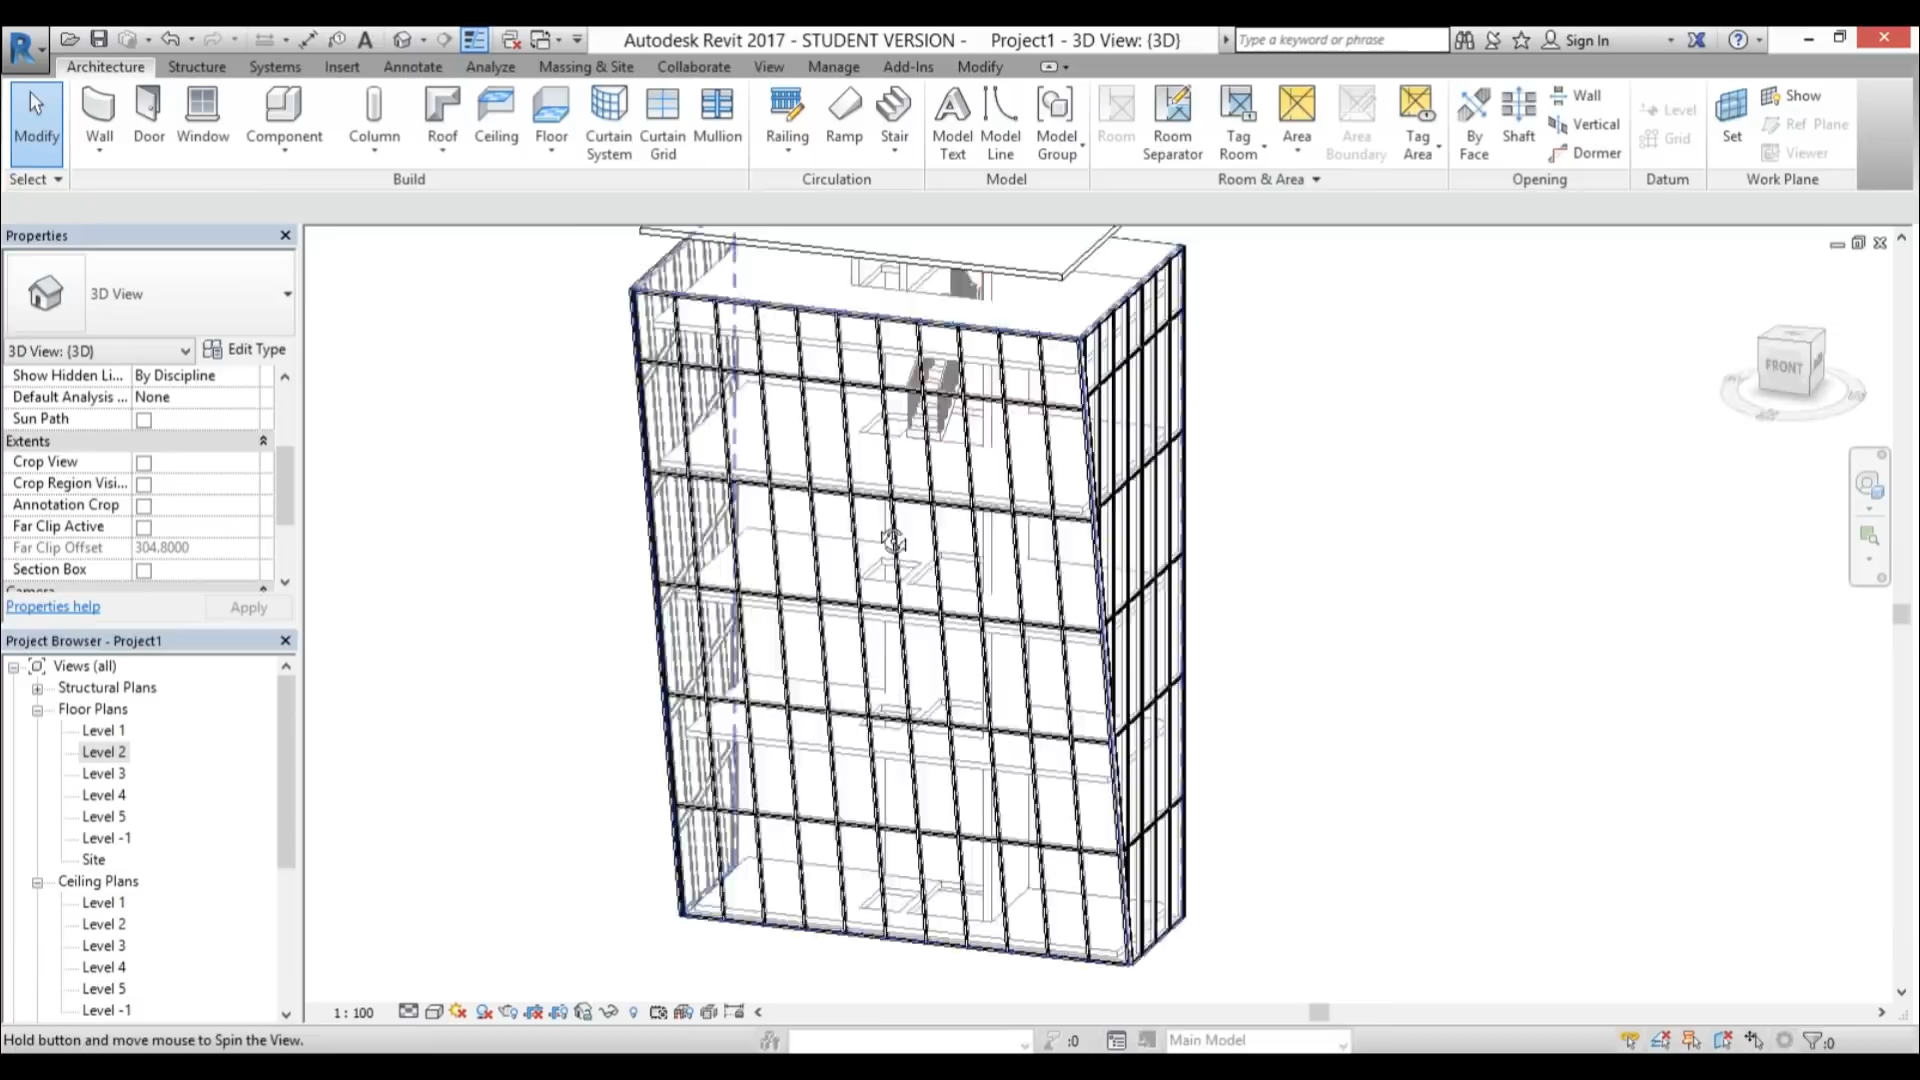 Autodesk Revit 2017 - STUDENT VERSION - Project1 - 3D View: {3D} Type a keyword or phrase Sign In
Architecture Structure Systems Insert Annotate Analyze Massing & Site Collaborate View Manage Add-Ins Modify
Modify Wall Door Window Component Column Roof Ceiling Floor Curtain System Curtain Grid Mullion Railing Ramp Stair Model Text Model Line Model Group Room Room Separator Tag Room Area Area Boundary Tag Area By Face Shaft Wall Vertical Dormer Level Grid Set Show Ref Plane Viewer
Select Build Circulation Model Room & Area Opening Datum Work Plane
Properties
3D View
3D View: {3D} Edit Type
Show Hidden Li... By Discipline
Default Analysis ... None
Sun Path
Extents
Crop View
Crop Region Visi...
Annotation Crop
Far Clip Active
Far Clip Offset 304.8000
Section Box
Camera
Properties help Apply
Project Browser - Project1
Views (all)
Structural Plans
Floor Plans
Level 1
Level 2
Level 3
Level 4
Level 5
Level -1
Site
Ceiling Plans
Level 1
Level 2
Level 3
Level 4
Level 5
Level -1
FRONT
1 : 100
Hold button and move mouse to Spin the View. :0 Main Model :0